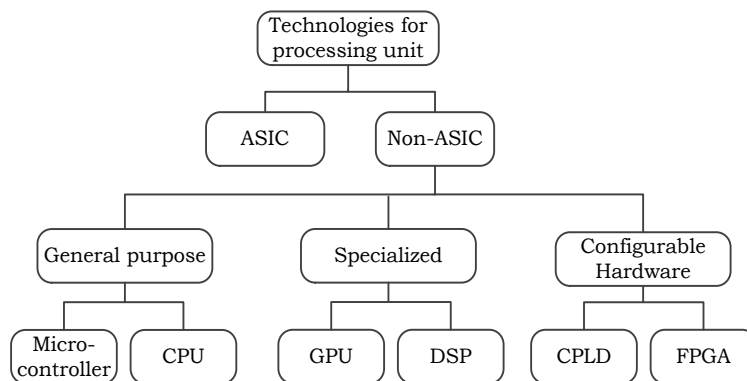 Technologies for
processing unit
ASIC
Non-ASIC
General purpose
Specialized
Configurable
Hardware
Micro-
controller
CPU
GPU
DSP
CPLD
FPGA